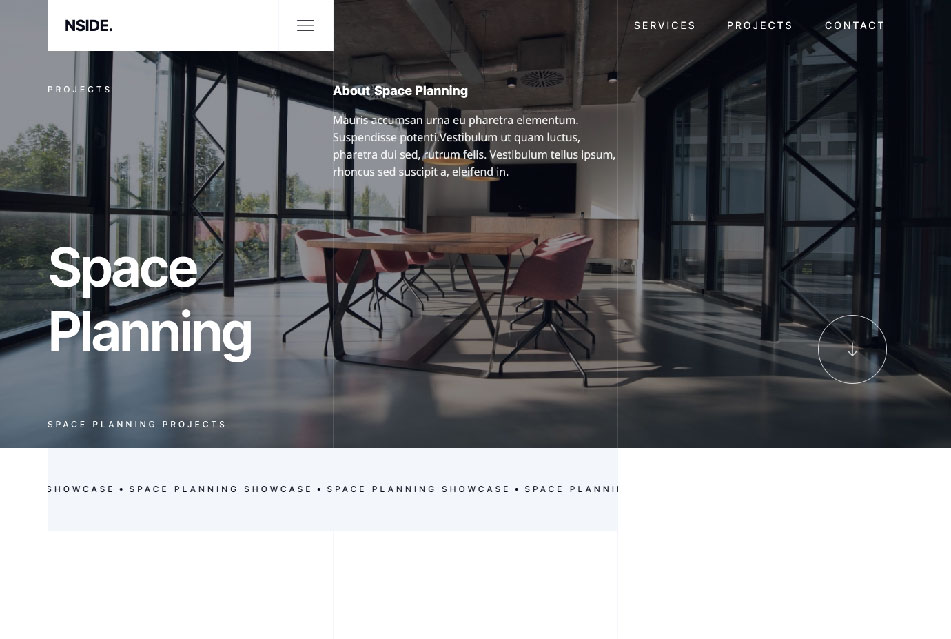 NSIDE.
SERVICES
PROJECTS
CONTACT
PROJECTS
About Space Planning
Mauris accumsan urna eu pharetra elementum.
Suspendisse potenti.Vestibulum ut quam luctus,
pharetra dui sed, rutrum felis. Vestibulum tellus ipsum,
rhoncus sed suscipit a, eleifend in.
Space
Planning
SPACE PLANNING PROJECTS
SHOWCASE • SPACE PLANNING SHOWCASE • SPACE PLANNING SHOWCASE • SPACE